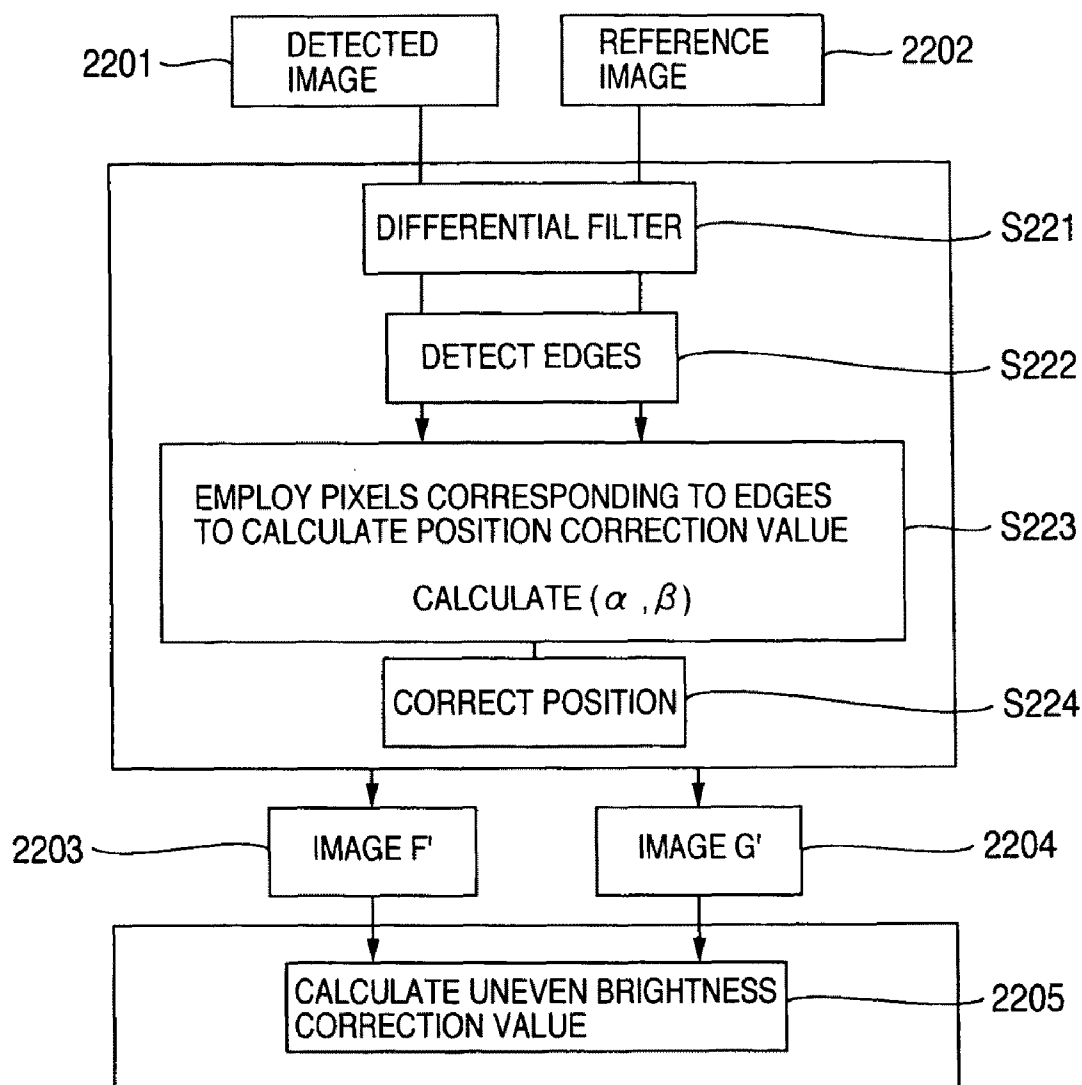 2201
DETECTED
IMAGE
REFERENCE
IMAGE
2202
DIFFERENTIAL FILTER
S221
DETECT EDGES
S222
EMPLOY PIXELS CORRESPONDING TO EDGES
TO CALCULATE POSITION CORRECTION VALUE
CALCULATE (α , β)
S223
CORRECT POSITION
S224
2203
IMAGE F'
IMAGE G'
2204
CALCULATE UNEVEN BRIGHTNESS
CORRECTION VALUE
2205